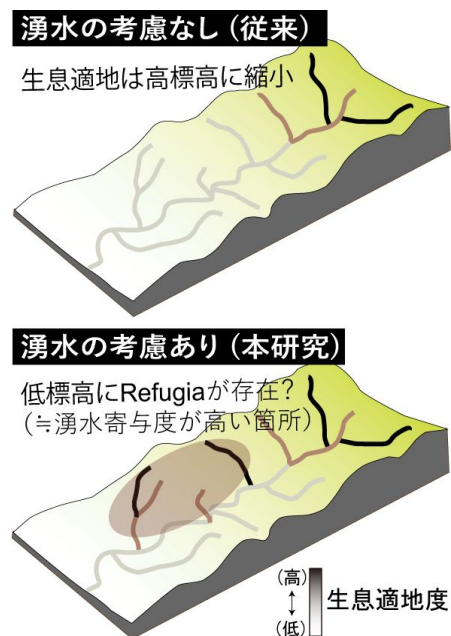 湧水の考慮なし（従来）
生息適地は高標高に縮小
湧水の考慮あり（本研究）
低標高にRefugiaが存在?
（≒湧水寄与度が高い箇所）
（高）
生息適地度
（低）